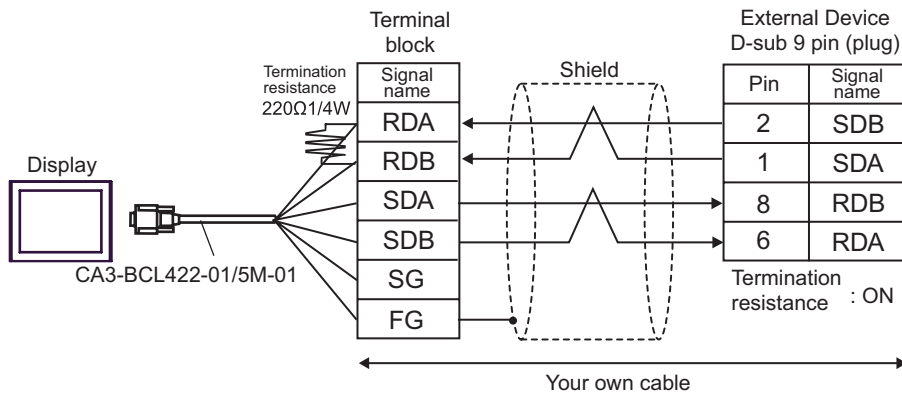 Terminal
block
External Device
D-sub 9 pin (plug)
Termination
resistance
220Ω1/4W
Signal
name
Shield
Pin
Signal
name
RDA
2
SDB
RDB
1
SDA
Display
SDA
8
RDB
SDB
6
RDA
CA3-BCL422-01/5M-01
SG
Termination
resistance : ON
FG
Your own cable